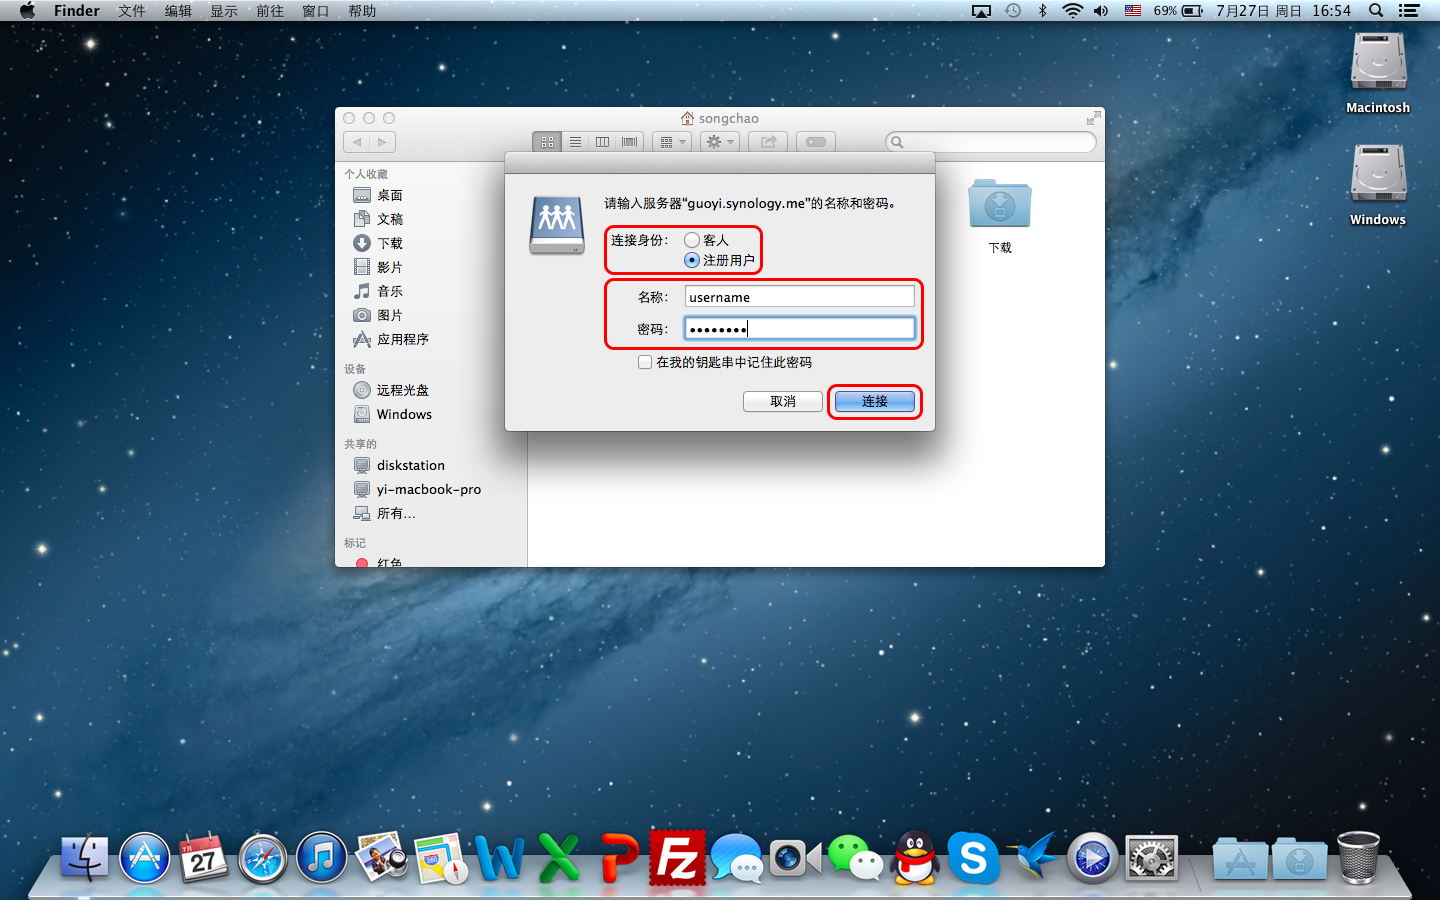 Finder 文件 编辑 显示 前往 窗口 帮助 69% 7月27日 周日 16:54
Macintosh
Windows
songchao
个人收藏
桌面
文稿
下载
影片
音乐
图片
应用程序
设备
远程光盘
Windows
共享的
diskstation
yi-macbook-pro
所有...
标记
红色
下载
请输入服务器“guoyi.synology.me”的名称和密码。
连接身份： 客人
注册用户
名称： username
密码： ••••••••
在我的钥匙串中记住此密码
取消 连接
7月
27
280
W
X
P
Fz
S